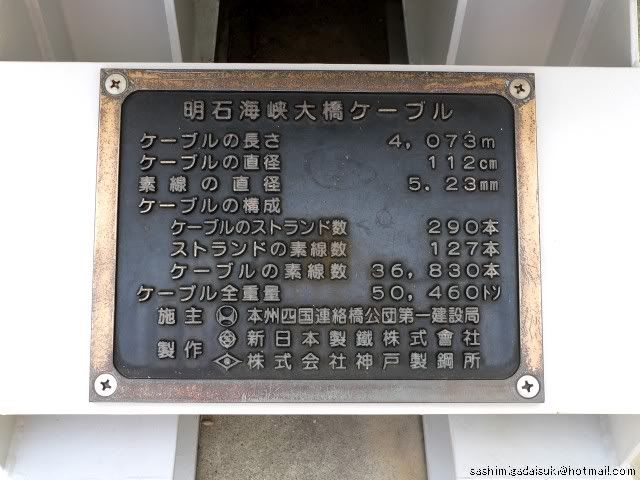 明石海峡大橋ケーブル
ケーブルの長さ 4,073m
ケーブルの直径 112cm
素線の直径 5.23mm
ケーブルの構成
ケーブルのストランド数 290本
ストランドの素線数 127本
ケーブルの素線数 36,830本
ケーブル全重量 50,460トン
施主 本州四国連絡橋公団第一建設局
製作 新日本製鐵株式會社
株式会社神戸製鋼所
sashimigadaisuki@hotmail.com